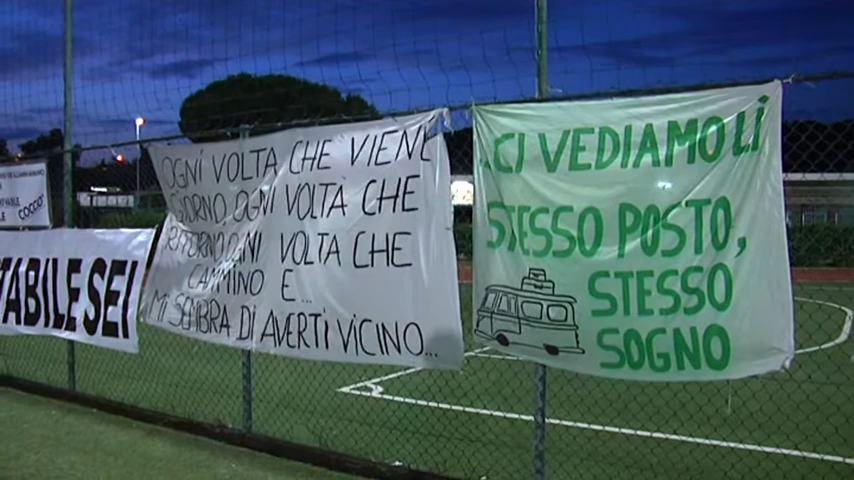 COCCO
TABILE SEI
OGNI VOLTA CHE VIENE
GIORNO, OGNI VOLTA CHE
RITORNO, OGNI VOLTA CHE
CAMMINO E...
MI SEMBRA DI AVERTI VICINO...
..CI VEDIAMO LÌ
STESSO POSTO,
STESSO
SOGNO